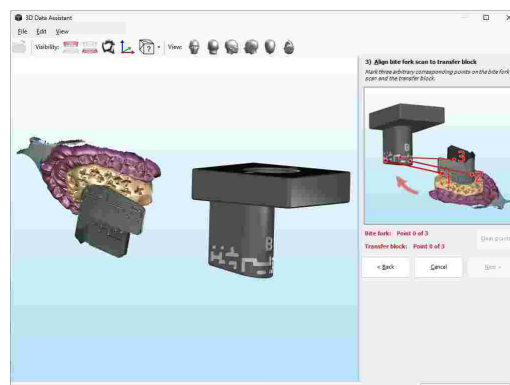 3D Data Assistant
File Edit View
Visibility: View:
3) Align bite fork scan to transfer block
Mark three arbitrary corresponding points on the bite fork
scan and the transfer block.
B
3
Bite fork: Point 0 of 3
Transfer block: Point 0 of 3
Clear points
< Back Cancel Next >
B